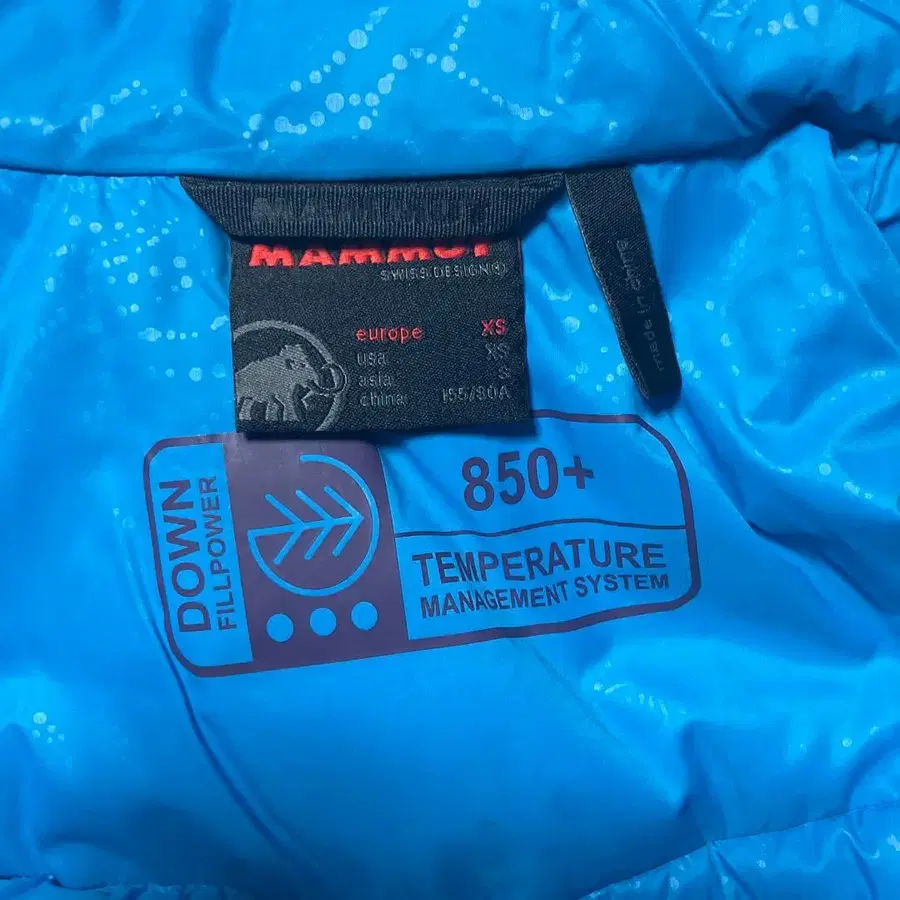 MAMMUT
MAMMUT
SWISS DESIGN®
europe XS
usa XS
asia S
china 155/80A
made in china
DOWN
FILLPOWER
850+
TEMPERATURE
MANAGEMENT SYSTEM